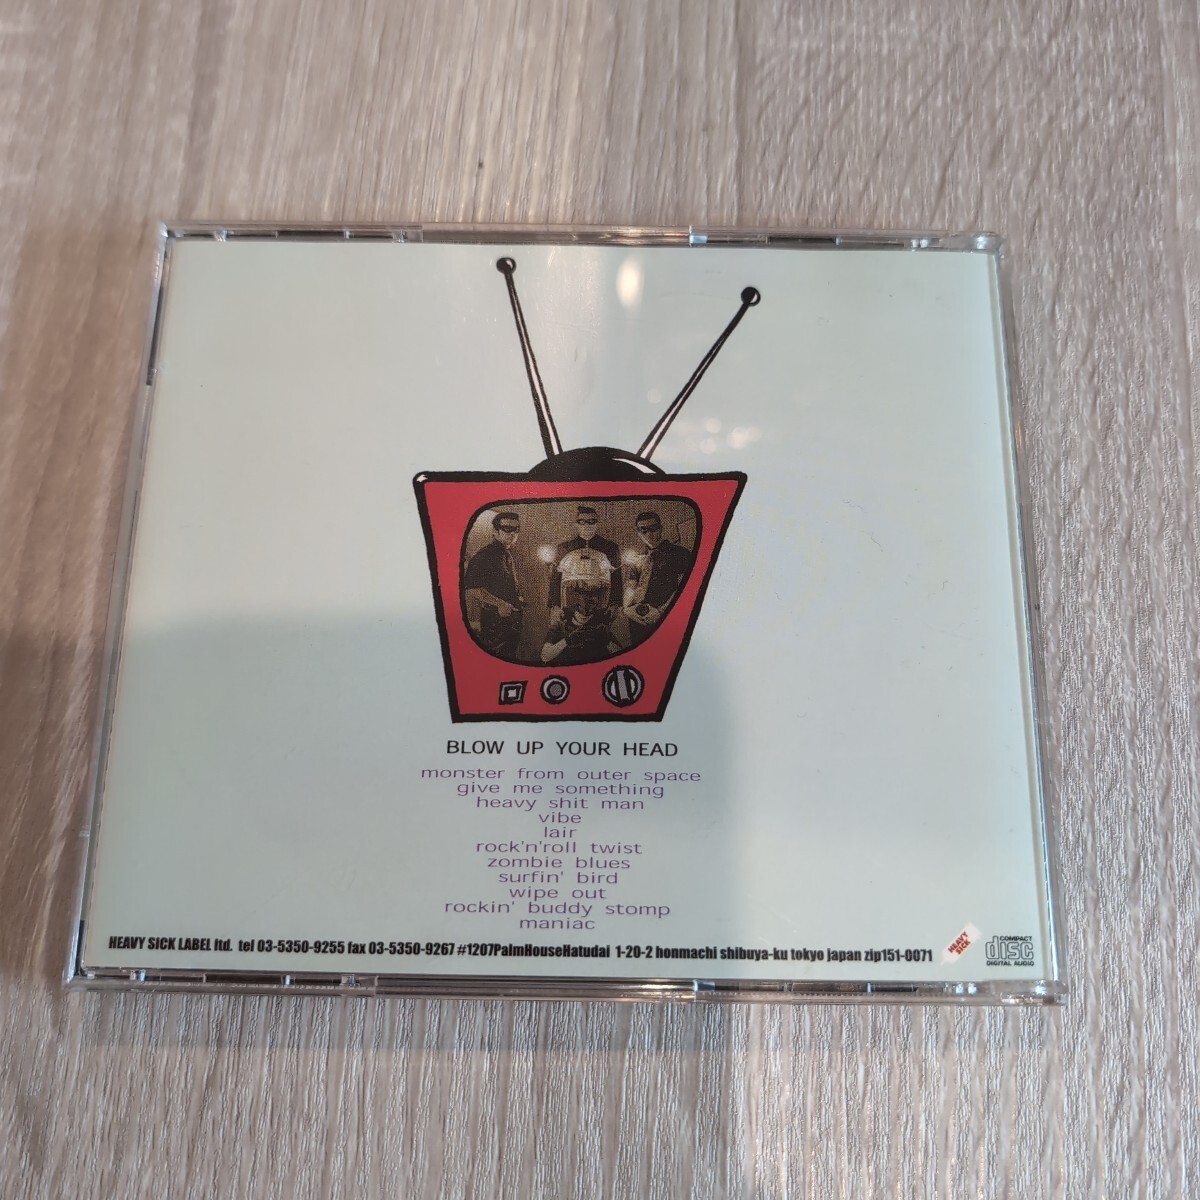 BLOW UP YOUR HEAD
monster from outer space
give me something
heavy shit man
vibe
lair
rock'n'roll twist
zombie blues
surfin' bird
wipe out
rockin' buddy stomp
maniac
HEAVY SICK LABEL ltd. tel 03-5350-9255 fax 03-5350-9267 #1207PalmHouseHatudai 1-20-2 honmachi shibuya-ku tokyo japan zip151-0071
HEAVY
SICK
COMPACT
disc
DIGITAL AUDIO